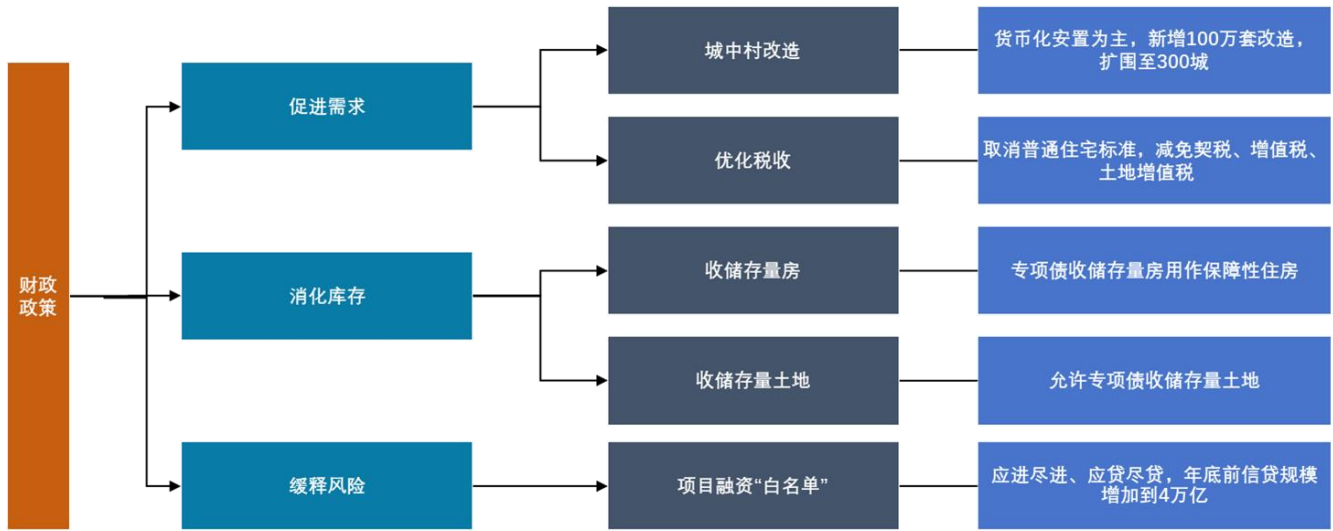 财政
政策
促进需求
城中村改造
货币化安置为主，新增100万套改造，
扩围至300城
优化税收
取消普通住宅标准，减免契税、增值税、
土地增值税
消化库存
收储存量房
专项债收储存量房用作保障性住房
收储存量土地
允许专项债收储存量土地
缓释风险
项目融资“白名单”
应进尽进、应贷尽贷，年底前信贷规模
增加到4万亿